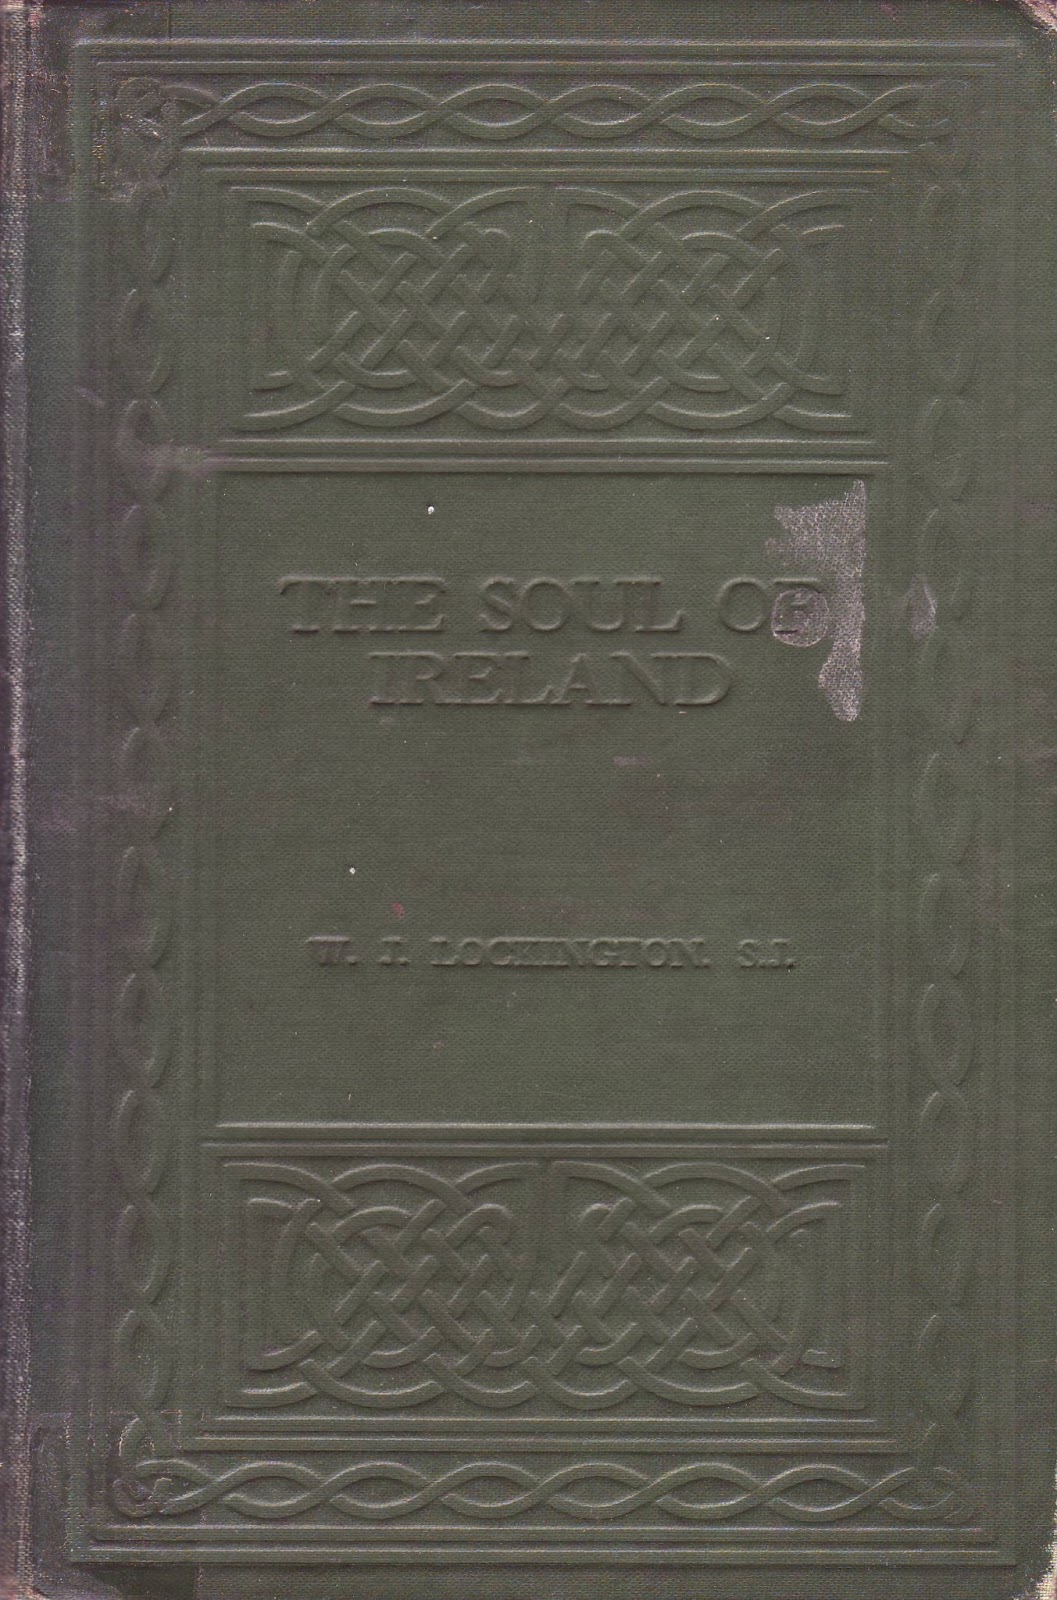 THE SOUL OF
IRELAND
W. J. LOCKINGTON. S.J.